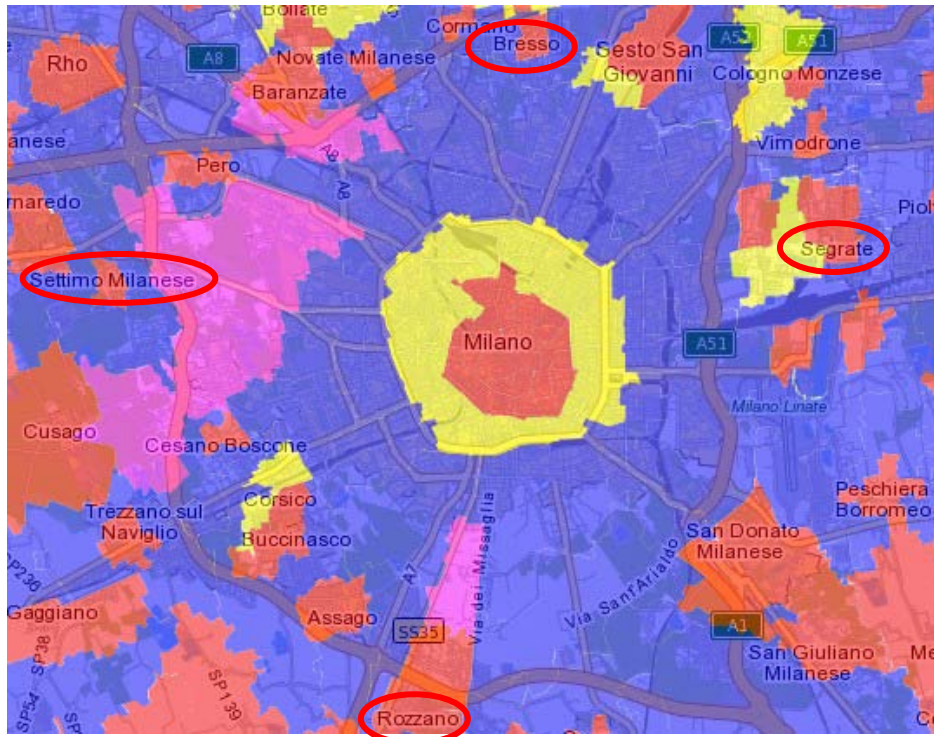 Bollate
Cormano
Bresso
A52
A51
Rho
A8
Novate Milanese
Sesto San
Giovanni
Cologno Monzese
Baranzate
anese
A8
Vimodrone
Pero
A8
rnaredo
Piol
Segrate
Settimo Milanese
Milano
A51
Milano Linate
Cusago
Cesano Boscone
Corsico
Peschiera
Borromeo
Trezzano sul
Naviglio
Buccinasco
San Donato
Milanese
Via dei Missaglia
Via Sant'Arialdo
A7
SP236
Gaggiano
Assago
SS35
A1
SP38
SP139
San Giuliano
Milanese
Me
SP54
Rozzano